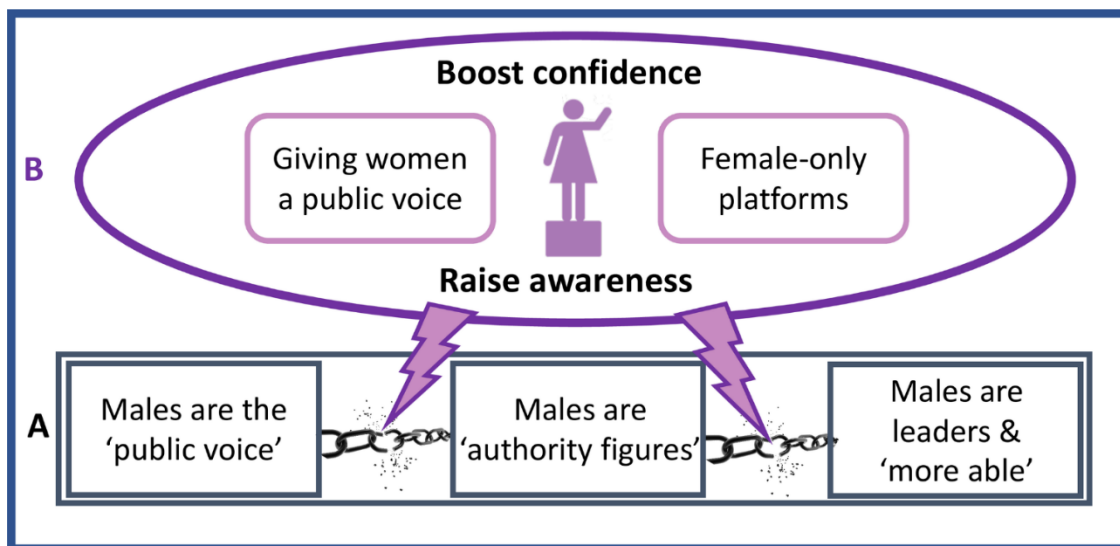 Boost confidence
B
Giving women
a public voice
Female-only
platforms
Raise awareness
A
Males are the
‘public voice’
Males are
‘authority figures’
Males are
leaders &
‘more able’